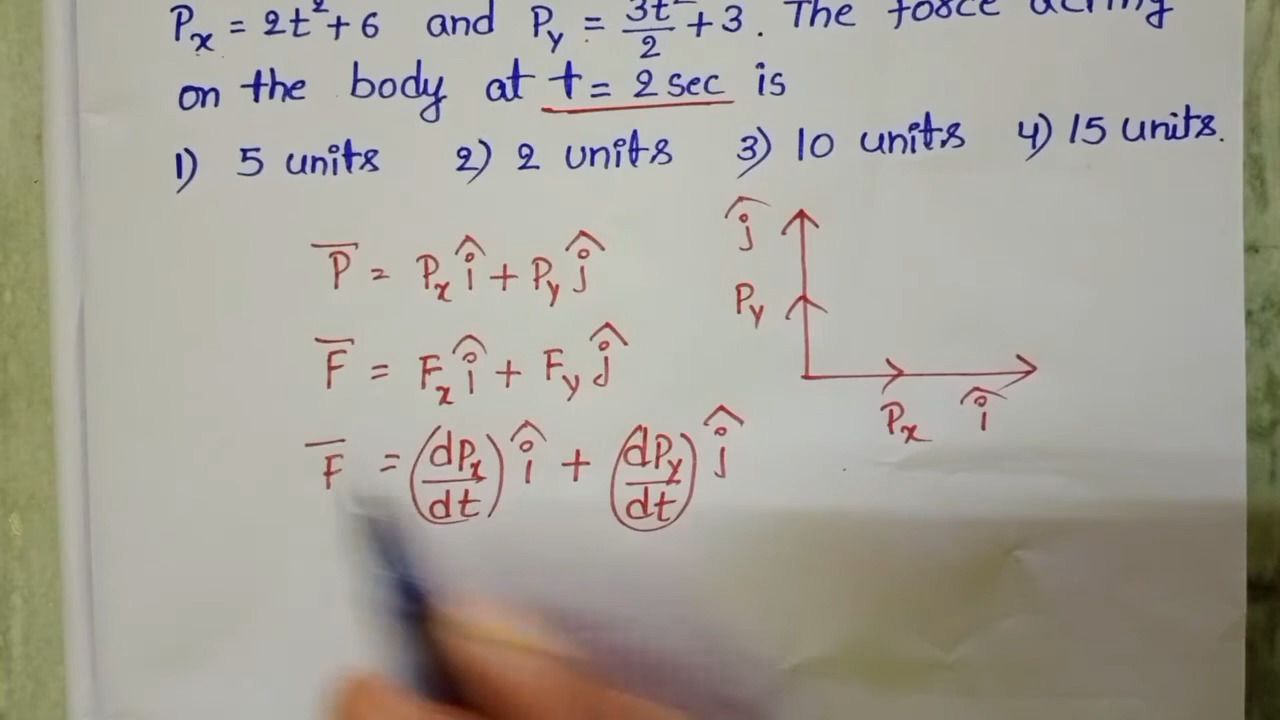 Pₓ = 2t²+6 and Pᵧ = 3t²/2 +3. The force acting
on the body at t = 2 sec is
1) 5 units 2) 2 units 3) 10 units 4) 15 units.
P̅ = Pₓ î + Pᵧ ĵ
F̅ = Fₓ î + Fᵧ ĵ
F̅ = (dPₓ/dt) î + (dPᵧ/dt) ĵ
ĵ
Pᵧ
Pₓ î